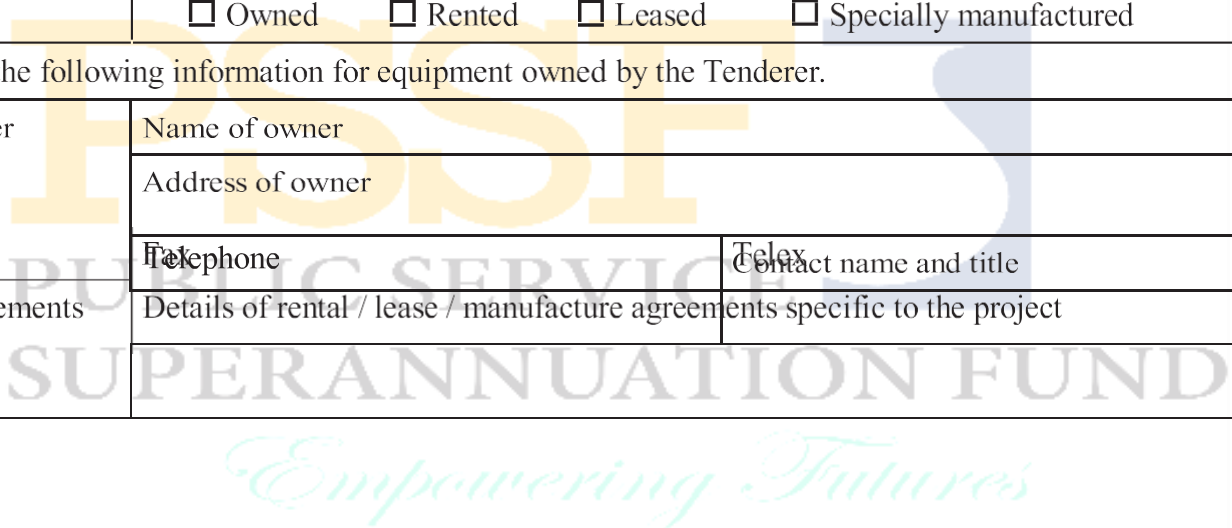 ☐ Owned ☐ Rented ☐ Leased ☐ Specially manufactured
he following information for equipment owned by the Tenderer.
er Name of owner
Address of owner
Telephone Contact name and title
Fax Telex
ements Details of rental / lease / manufacture agreements specific to the project
PSSF
PUBLIC SERVICE
SUPERANNUATION FUND
Empowering Futures